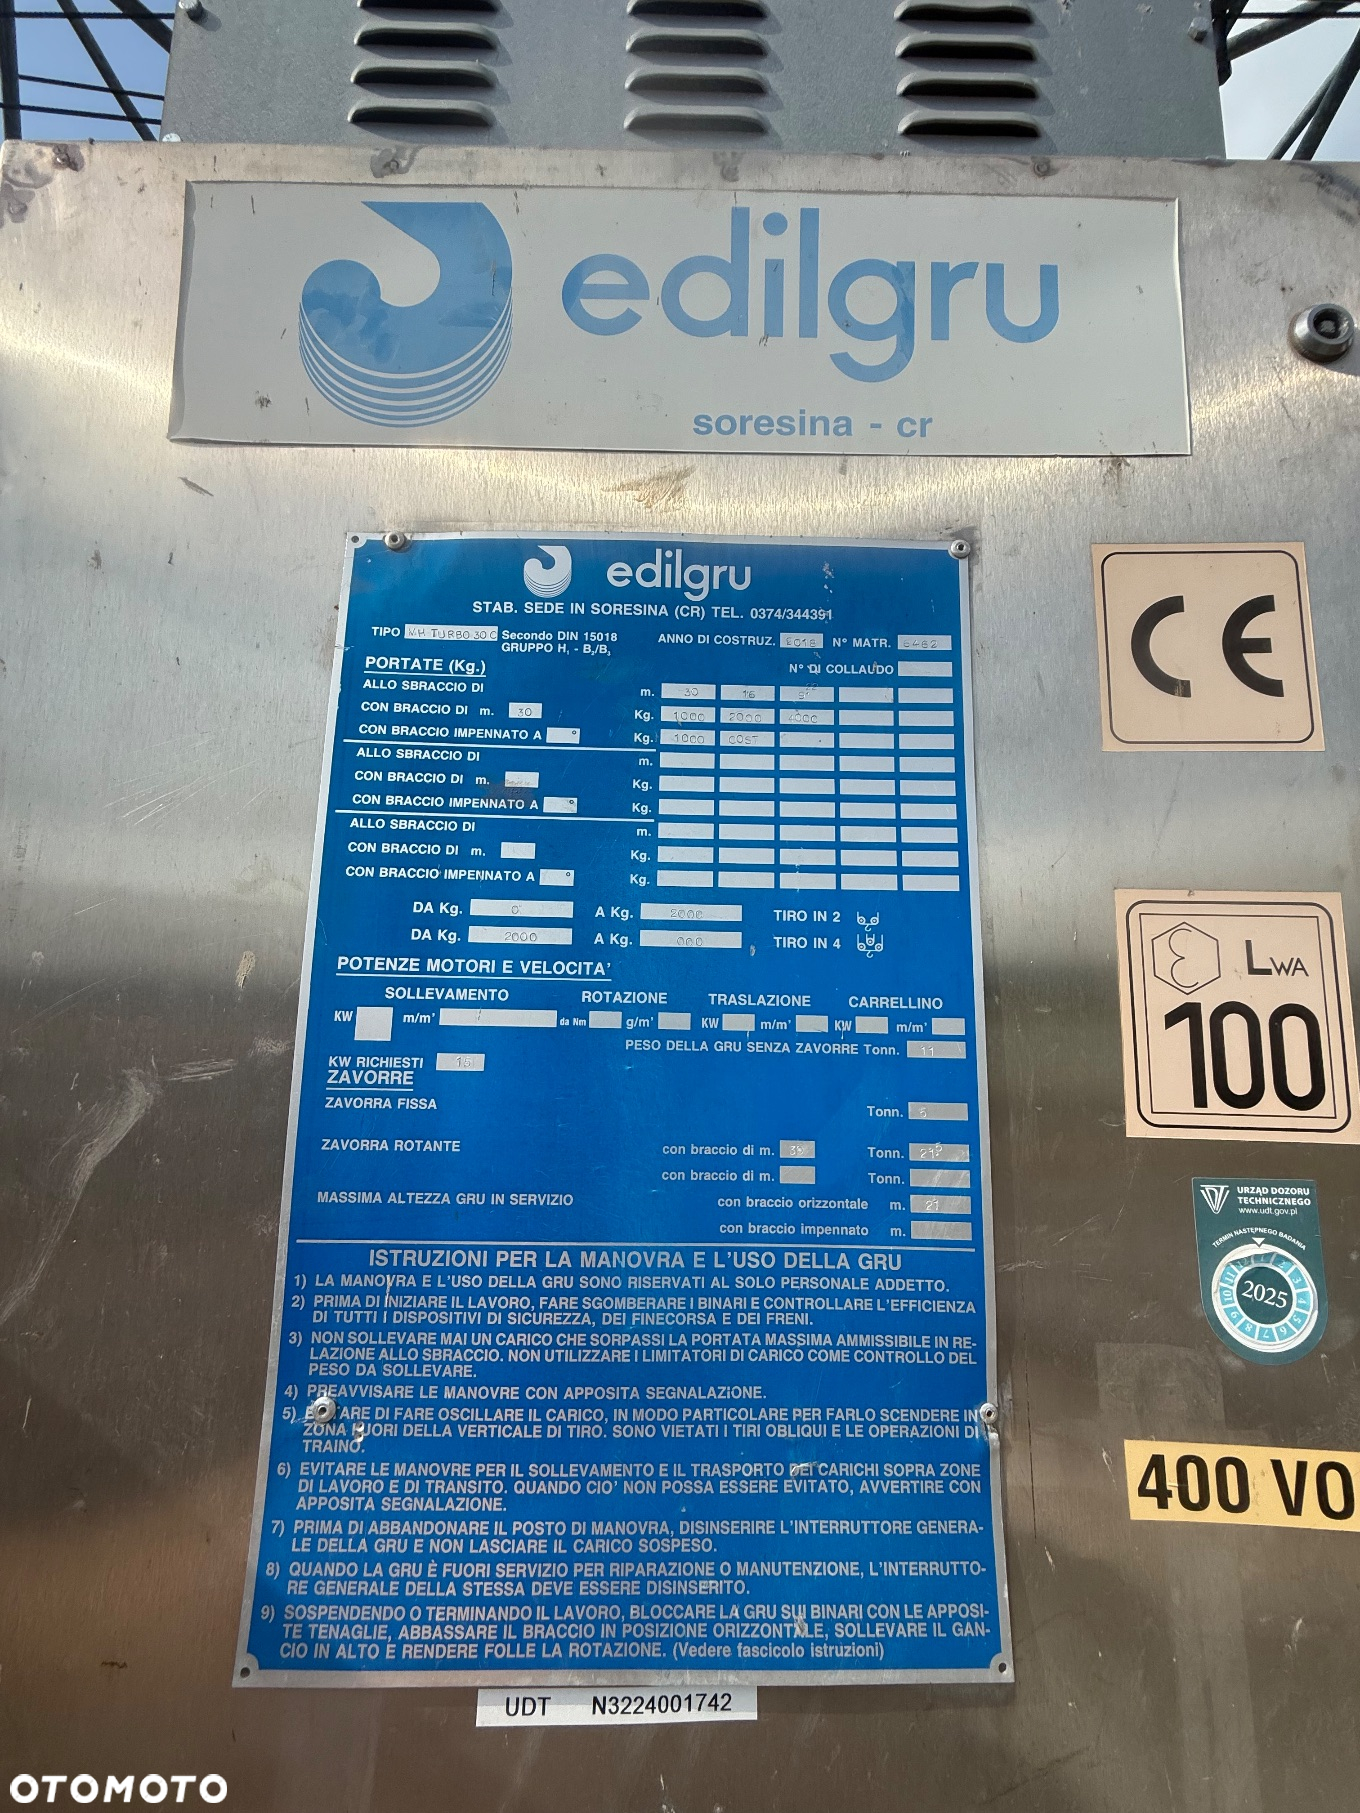 edilgru
soresina - cr
edilgru
STAB. SEDE IN SORESINA (CR) TEL. 0374/344391
TIPO TURBO 30 C Secondo DIN 15018 ANNO DI COSTRUZ. N° MATR. 6462
GRUPPO H₁ - B₂/B₃
PORTATE (Kg.) N° DI COLLAUDO
ALLO SBRACCIO DI m. 30 16
CON BRACCIO DI m. 30 Kg. 1000 2000 4000
CON BRACCIO IMPENNATO A ° Kg. 1000 COST
ALLO SBRACCIO DI m.
CON BRACCIO DI m. Kg.
CON BRACCIO IMPENNATO A ° Kg.
ALLO SBRACCIO DI m.
CON BRACCIO DI m. Kg.
CON BRACCIO IMPENNATO A ° Kg.
DA Kg. 0 A Kg. 2000 TIRO IN 2
DA Kg. 2000 A Kg. TIRO IN 4
POTENZE MOTORI E VELOCITA'
SOLLEVAMENTO ROTAZIONE TRASLAZIONE CARRELLINO
KW m/m' da Nm g/m' KW m/m' KW m/m'
PESO DELLA GRU SENZA ZAVORRE Tonn. 11
KW RICHIESTI 15
ZAVORRE
ZAVORRA FISSA Tonn.
ZAVORRA ROTANTE con braccio di m. Tonn.
con braccio di m. Tonn.
MASSIMA ALTEZZA GRU IN SERVIZIO con braccio orizzontale m. 21
con braccio impennato m.
ISTRUZIONI PER LA MANOVRA E L'USO DELLA GRU
1) LA MANOVRA E L'USO DELLA GRU SONO RISERVATI AL SOLO PERSONALE ADDETTO.
2) PRIMA DI INIZIARE IL LAVORO, FARE SGOMBERARE I BINARI E CONTROLLARE L'EFFICIENZA
DI TUTTI I DISPOSITIVI DI SICUREZZA, DEI FINECORSA E DEI FRENI.
3) NON SOLLEVARE MAI UN CARICO CHE SORPASSI LA PORTATA MASSIMA AMMISSIBILE IN RE-
LAZIONE ALLO SBRACCIO. NON UTILIZZARE I LIMITATORI DI CARICO COME CONTROLLO DEL
PESO DA SOLLEVARE.
4) PREAVVISARE LE MANOVRE CON APPOSITA SEGNALAZIONE.
5) EVITARE DI FARE OSCILLARE IL CARICO, IN MODO PARTICOLARE PER FARLO SCENDERE IN
ZONA FUORI DELLA VERTICALE DI TIRO. SONO VIETATI I TIRI OBLIQUI E LE OPERAZIONI DI
TRAINO.
6) EVITARE LE MANOVRE PER IL SOLLEVAMENTO E IL TRASPORTO DEI CARICHI SOPRA ZONE
DI LAVORO E DI TRANSITO. QUANDO CIO' NON POSSA ESSERE EVITATO, AVVERTIRE CON
APPOSITA SEGNALAZIONE.
7) PRIMA DI ABBANDONARE IL POSTO DI MANOVRA, DISINSERIRE L'INTERRUTTORE GENERA-
LE DELLA GRU E NON LASCIARE IL CARICO SOSPESO.
8) QUANDO LA GRU È FUORI SERVIZIO PER RIPARAZIONE O MANUTENZIONE, L'INTERRUTTO-
RE GENERALE DELLA STESSA DEVE ESSERE DISINSERITO.
9) SOSPENDENDO O TERMINANDO IL LAVORO, BLOCCARE LA GRU SUI BINARI CON LE APPOSI-
TE TENAGLIE, ABBASSARE IL BRACCIO IN POSIZIONE ORIZZONTALE, SOLLEVARE IL GAN-
CIO IN ALTO E RENDERE FOLLE LA ROTAZIONE. (Vedere fascicolo istruzioni)
UDT N3224001742
CE
LWA
100
URZĄD DOZORU
TECHNICZNEGO
www.udt.gov.pl
TERMIN NASTĘPNEGO BADANIA
2025
400 VO
OTOMOTO